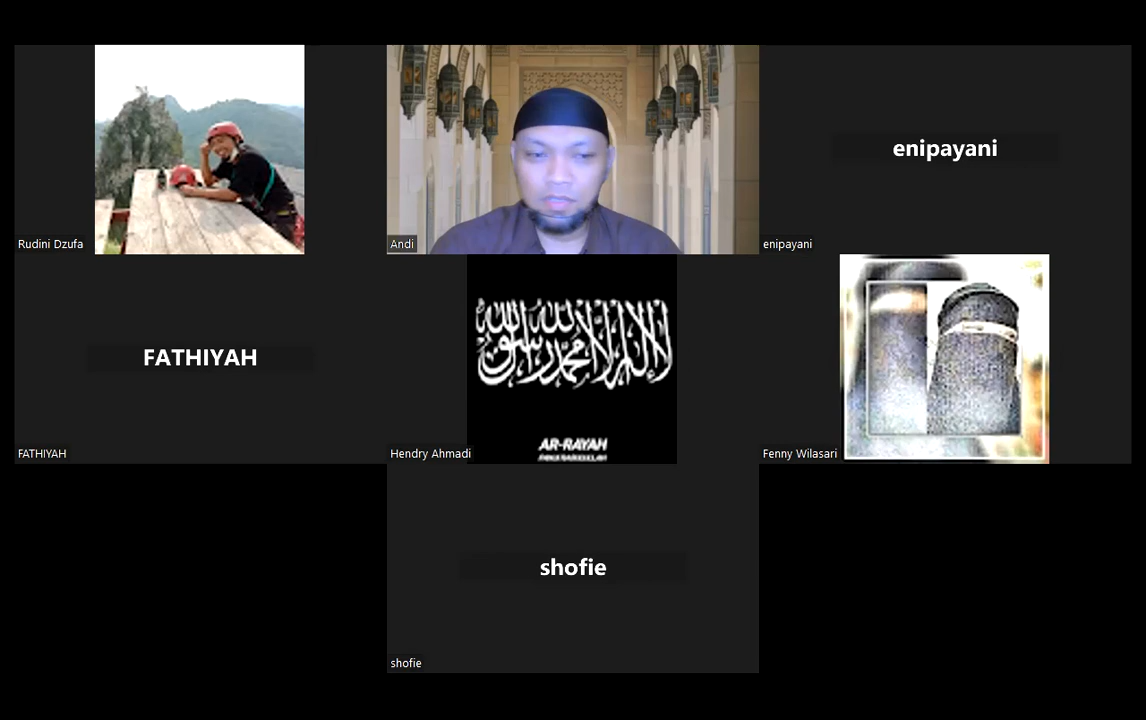 Rudini Dzufa
Andi
enipayani
enipayani
FATHIYAH
FATHIYAH
لا إله إلا الله محمد رسول الله
AR-RAYAH
Hendry Ahmadi
Fenny Wilasari
shofie
shofie